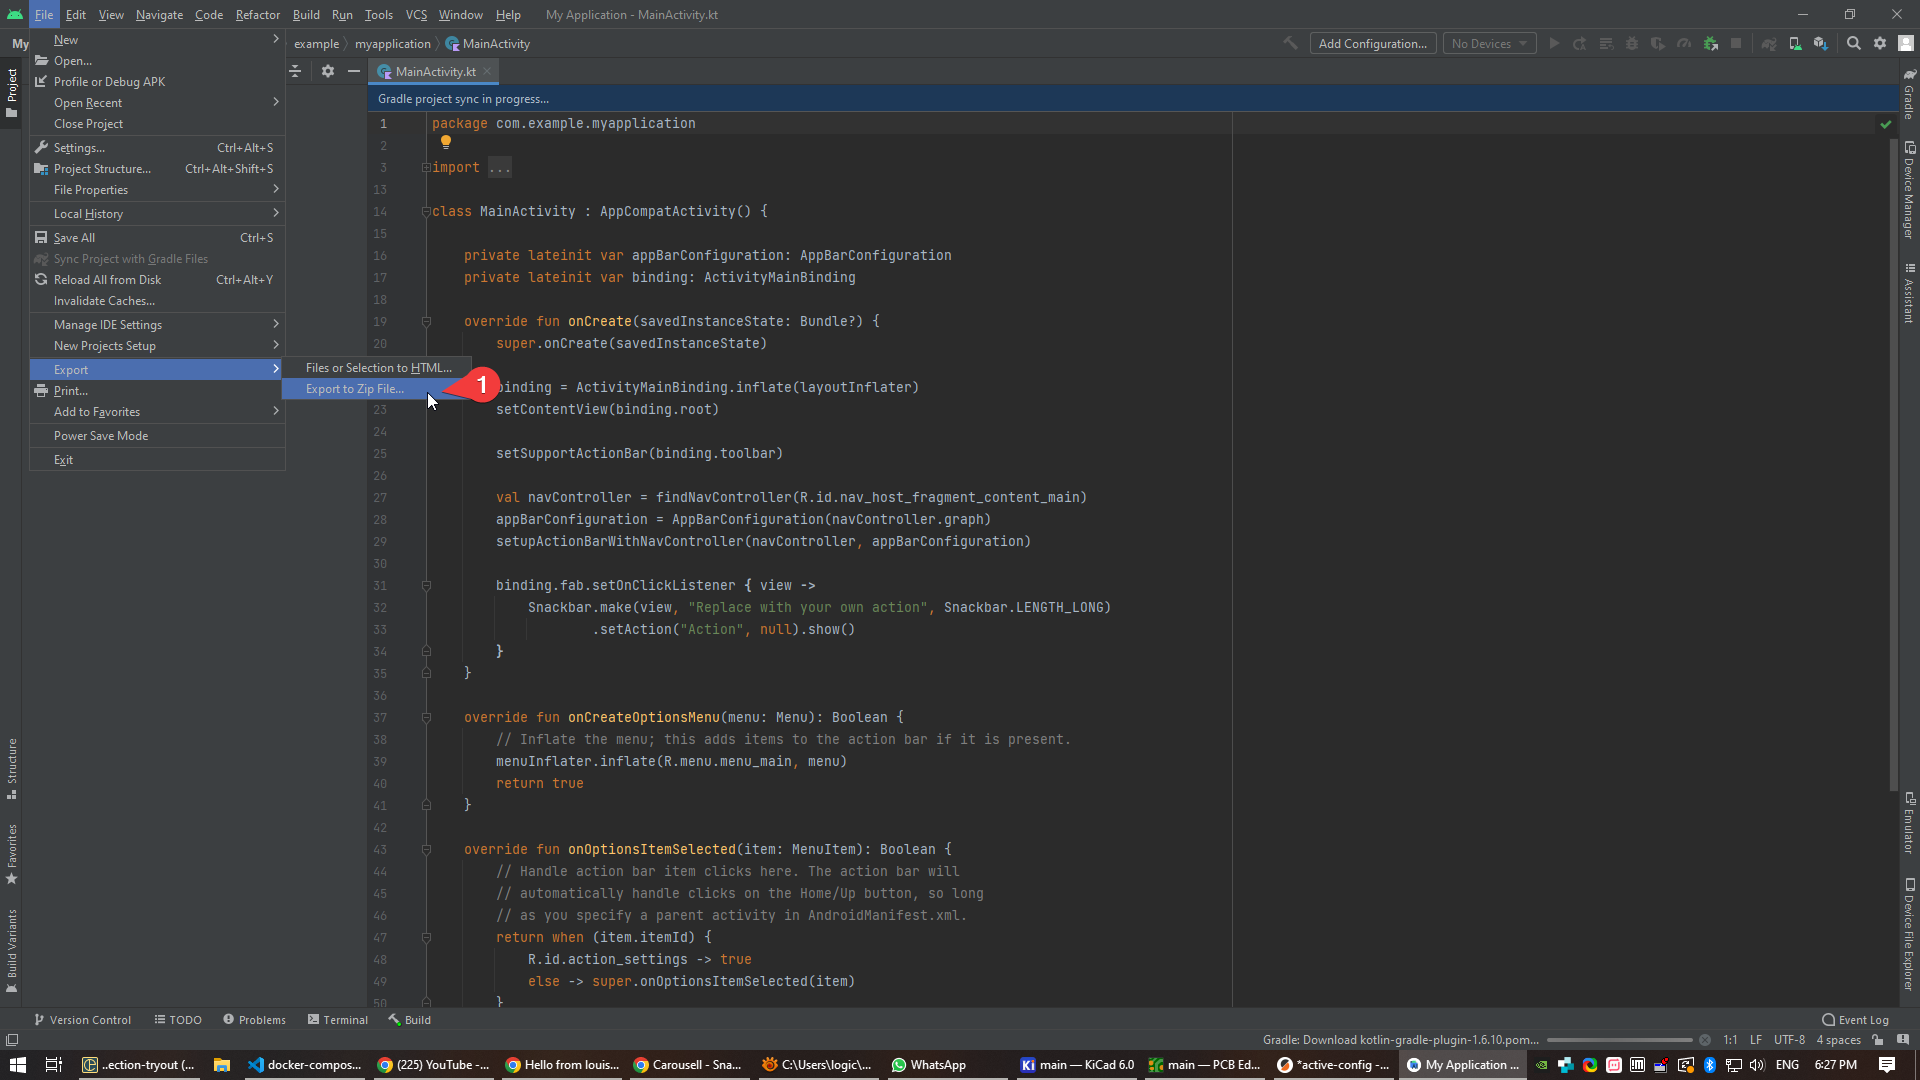 File Edit View Navigate Code Refactor Build Run Tools VCS Window Help My Application - MainActivity.kt
My
example
myapplication
MainActivity
Add Configuration...
No Devices
New
Open...
Profile or Debug APK
Open Recent
Close Project
Settings... Ctrl+Alt+S
Project Structure... Ctrl+Alt+Shift+S
File Properties
Local History
Save All Ctrl+S
Sync Project with Gradle Files
Reload All from Disk Ctrl+Alt+Y
Invalidate Caches...
Manage IDE Settings
New Projects Setup
Export
Print...
Add to Favorites
Power Save Mode
Exit
Files or Selection to HTML...
Export to Zip File...
1
Project
Structure
Favorites
Build Variants
MainActivity.kt
Gradle project sync in progress...
1 package com.example.myapplication
2
3 import ...
13
14 class MainActivity : AppCompatActivity() {
15
16 private lateinit var appBarConfiguration: AppBarConfiguration
17 private lateinit var binding: ActivityMainBinding
18
19 override fun onCreate(savedInstanceState: Bundle?) {
20 super.onCreate(savedInstanceState)
binding = ActivityMainBinding.inflate(layoutInflater)
23 setContentView(binding.root)
24
25 setSupportActionBar(binding.toolbar)
26
27 val navController = findNavController(R.id.nav_host_fragment_content_main)
28 appBarConfiguration = AppBarConfiguration(navController.graph)
29 setupActionBarWithNavController(navController, appBarConfiguration)
30
31 binding.fab.setOnClickListener { view ->
32 Snackbar.make(view, "Replace with your own action", Snackbar.LENGTH_LONG)
33 .setAction("Action", null).show()
34 }
35 }
36
37 override fun onCreateOptionsMenu(menu: Menu): Boolean {
38 // Inflate the menu; this adds items to the action bar if it is present.
39 menuInflater.inflate(R.menu.menu_main, menu)
40 return true
41 }
42
43 override fun onOptionsItemSelected(item: MenuItem): Boolean {
44 // Handle action bar item clicks here. The action bar will
45 // automatically handle clicks on the Home/Up button, so long
46 // as you specify a parent activity in AndroidManifest.xml.
47 return when (item.itemId) {
48 R.id.action_settings -> true
49 else -> super.onOptionsItemSelected(item)
50 }
Gradle
Device Manager
Assistant
Emulator
Device File Explorer
Version Control TODO Problems Terminal Build Event Log
Gradle: Download kotlin-gradle-plugin-1.6.10.pom... 1:1 LF UTF-8 4 spaces
..ection-tryout (... docker-compos... (225) YouTube -... Hello from louis... Carousell - Sna... C:\Users\logic\... WhatsApp main — KiCad 6.0 main — PCB Ed... *active-config -... My Application ... ENG 6:27 PM